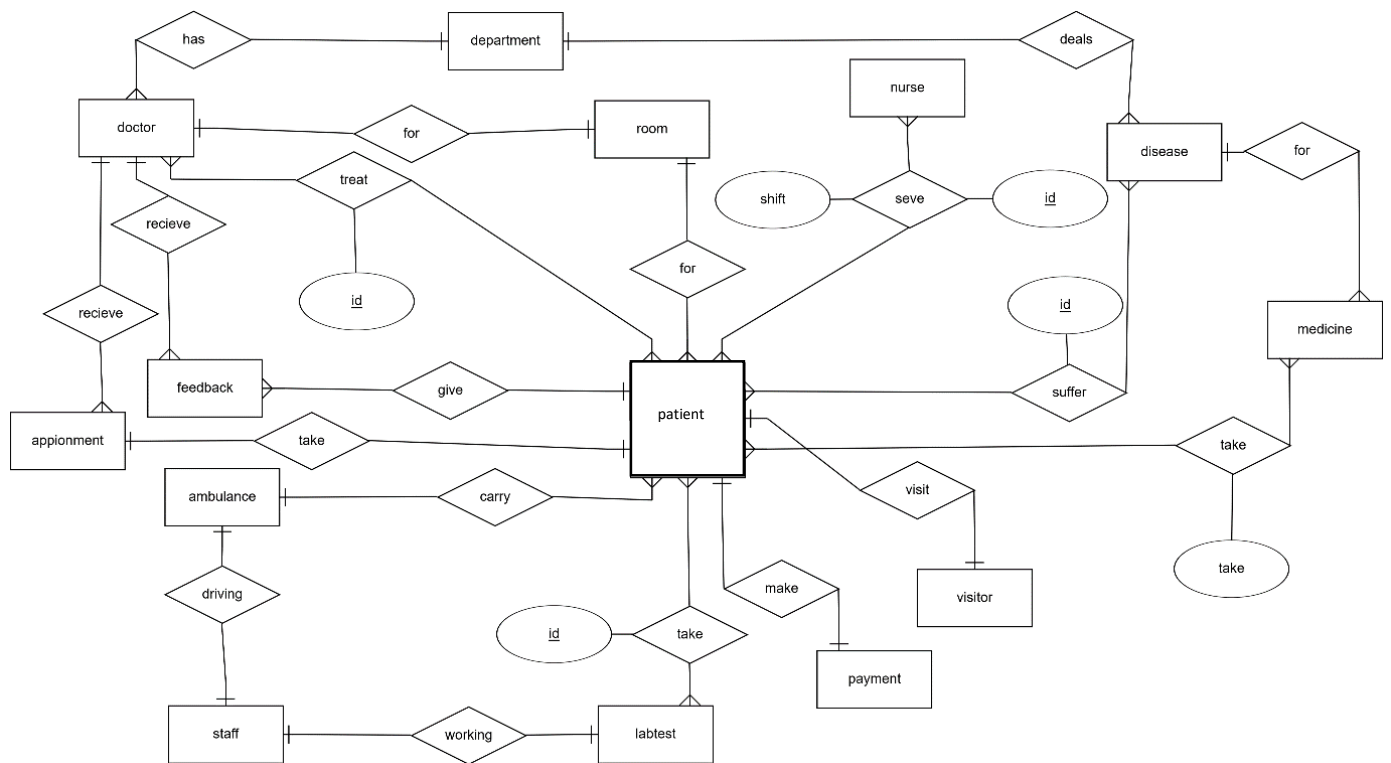 has
department
deals
nurse
doctor
for
room
disease
for
treat
shift
seve
id
recieve
for
id
id
recieve
medicine
feedback
give
patient
suffer
appionment
take
take
ambulance
carry
visit
take
driving
make
visitor
id
take
payment
staff
working
labtest